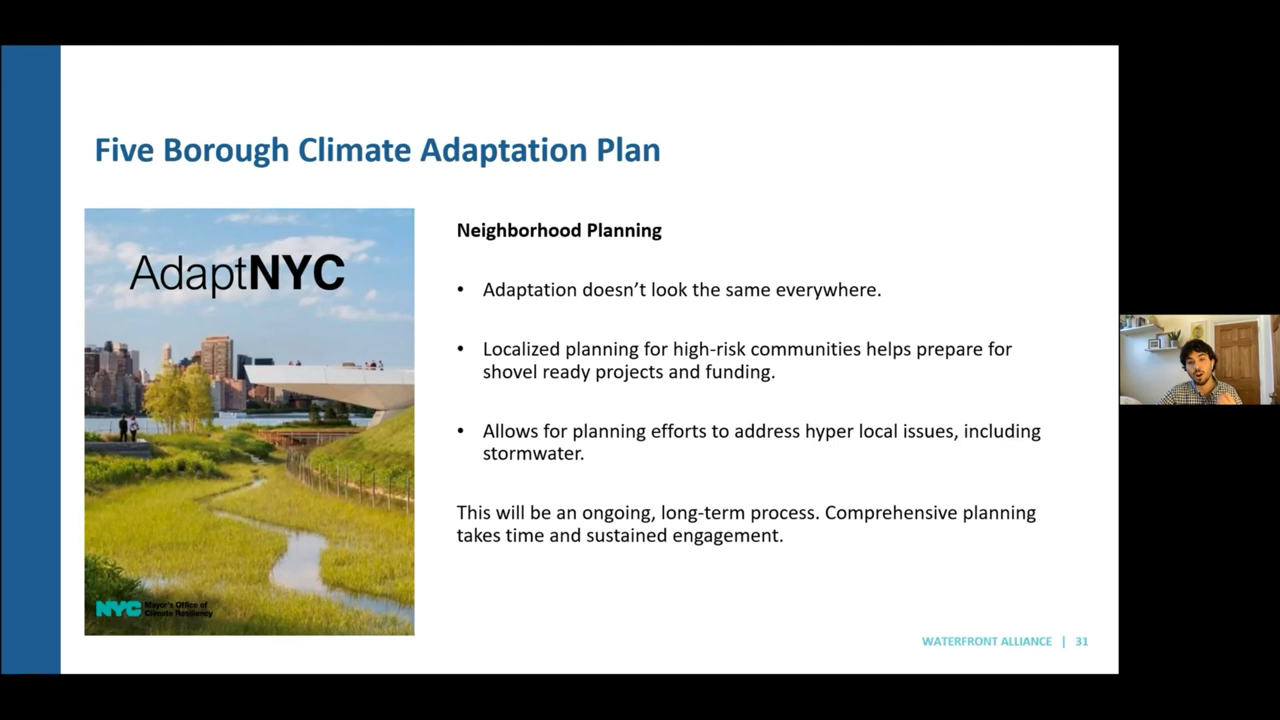 Five Borough Climate Adaptation Plan
AdaptNYC
NYC Mayor's Office of
Climate Resiliency
Neighborhood Planning
• Adaptation doesn’t look the same everywhere.
• Localized planning for high-risk communities helps prepare for
shovel ready projects and funding.
• Allows for planning efforts to address hyper local issues, including
stormwater.
This will be an ongoing, long-term process. Comprehensive planning
takes time and sustained engagement.
WATERFRONT ALLIANCE | 31